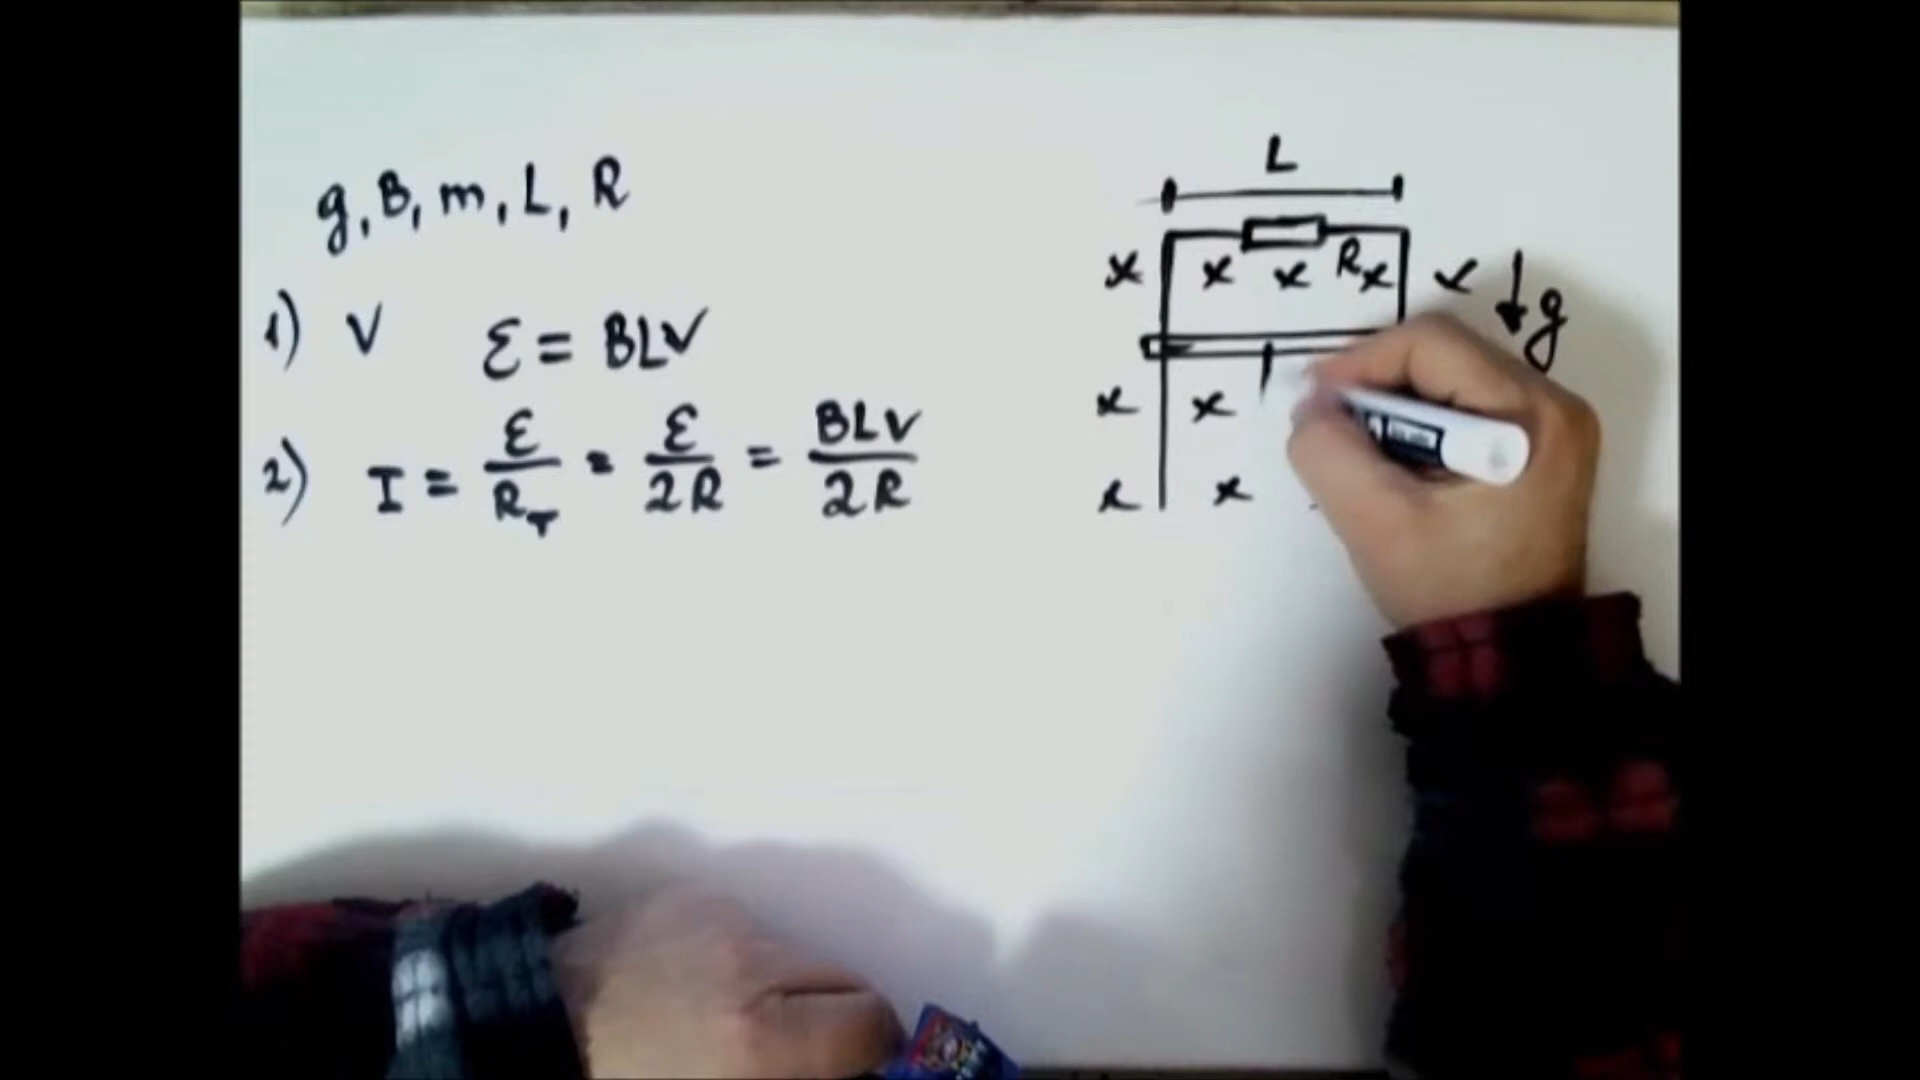 g, B, m, L, R
1) V ε = BLV
2) I = ε/R_T = ε/2R = BLV/2R
L
R
g